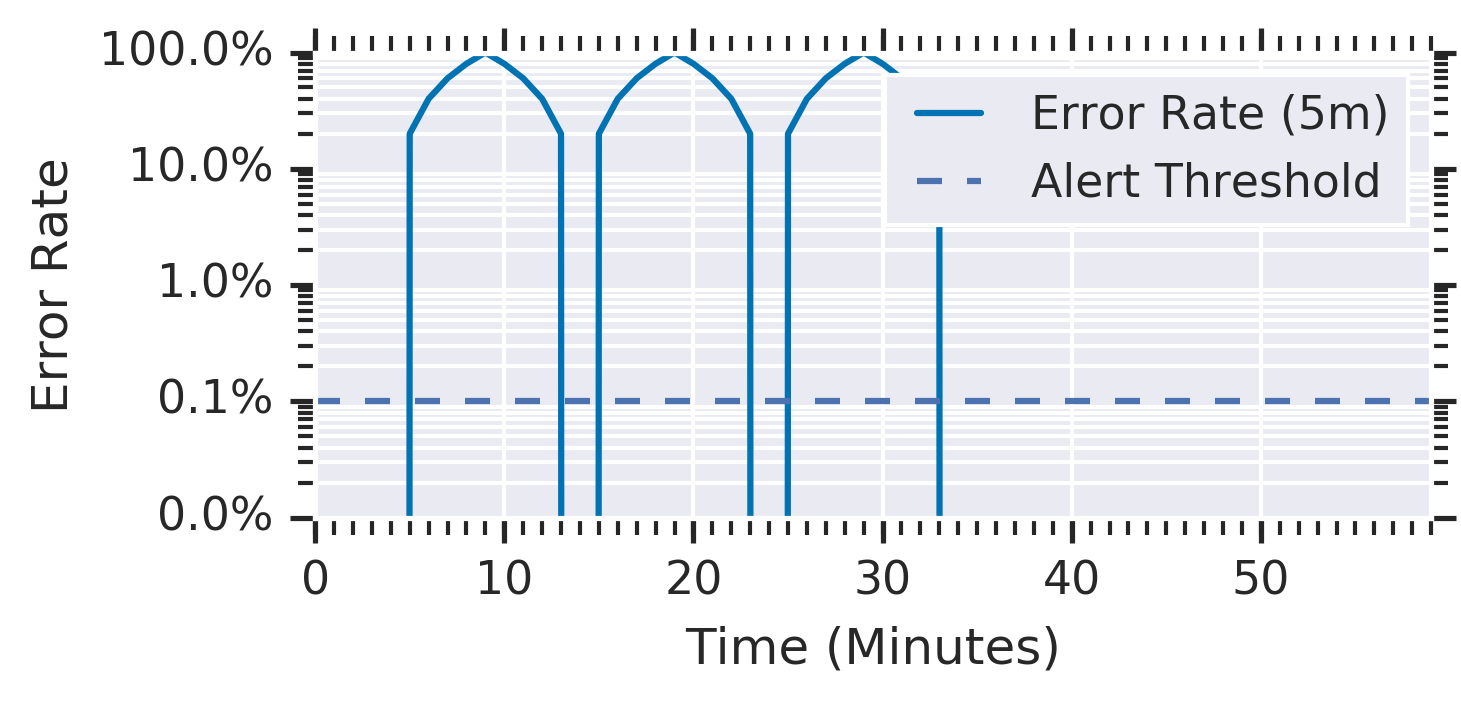 100.0%
10.0%
1.0%
0.1%
0.0%
Error Rate
Error Rate (5m)
Alert Threshold
0 10 20 30 40 50
Time (Minutes)